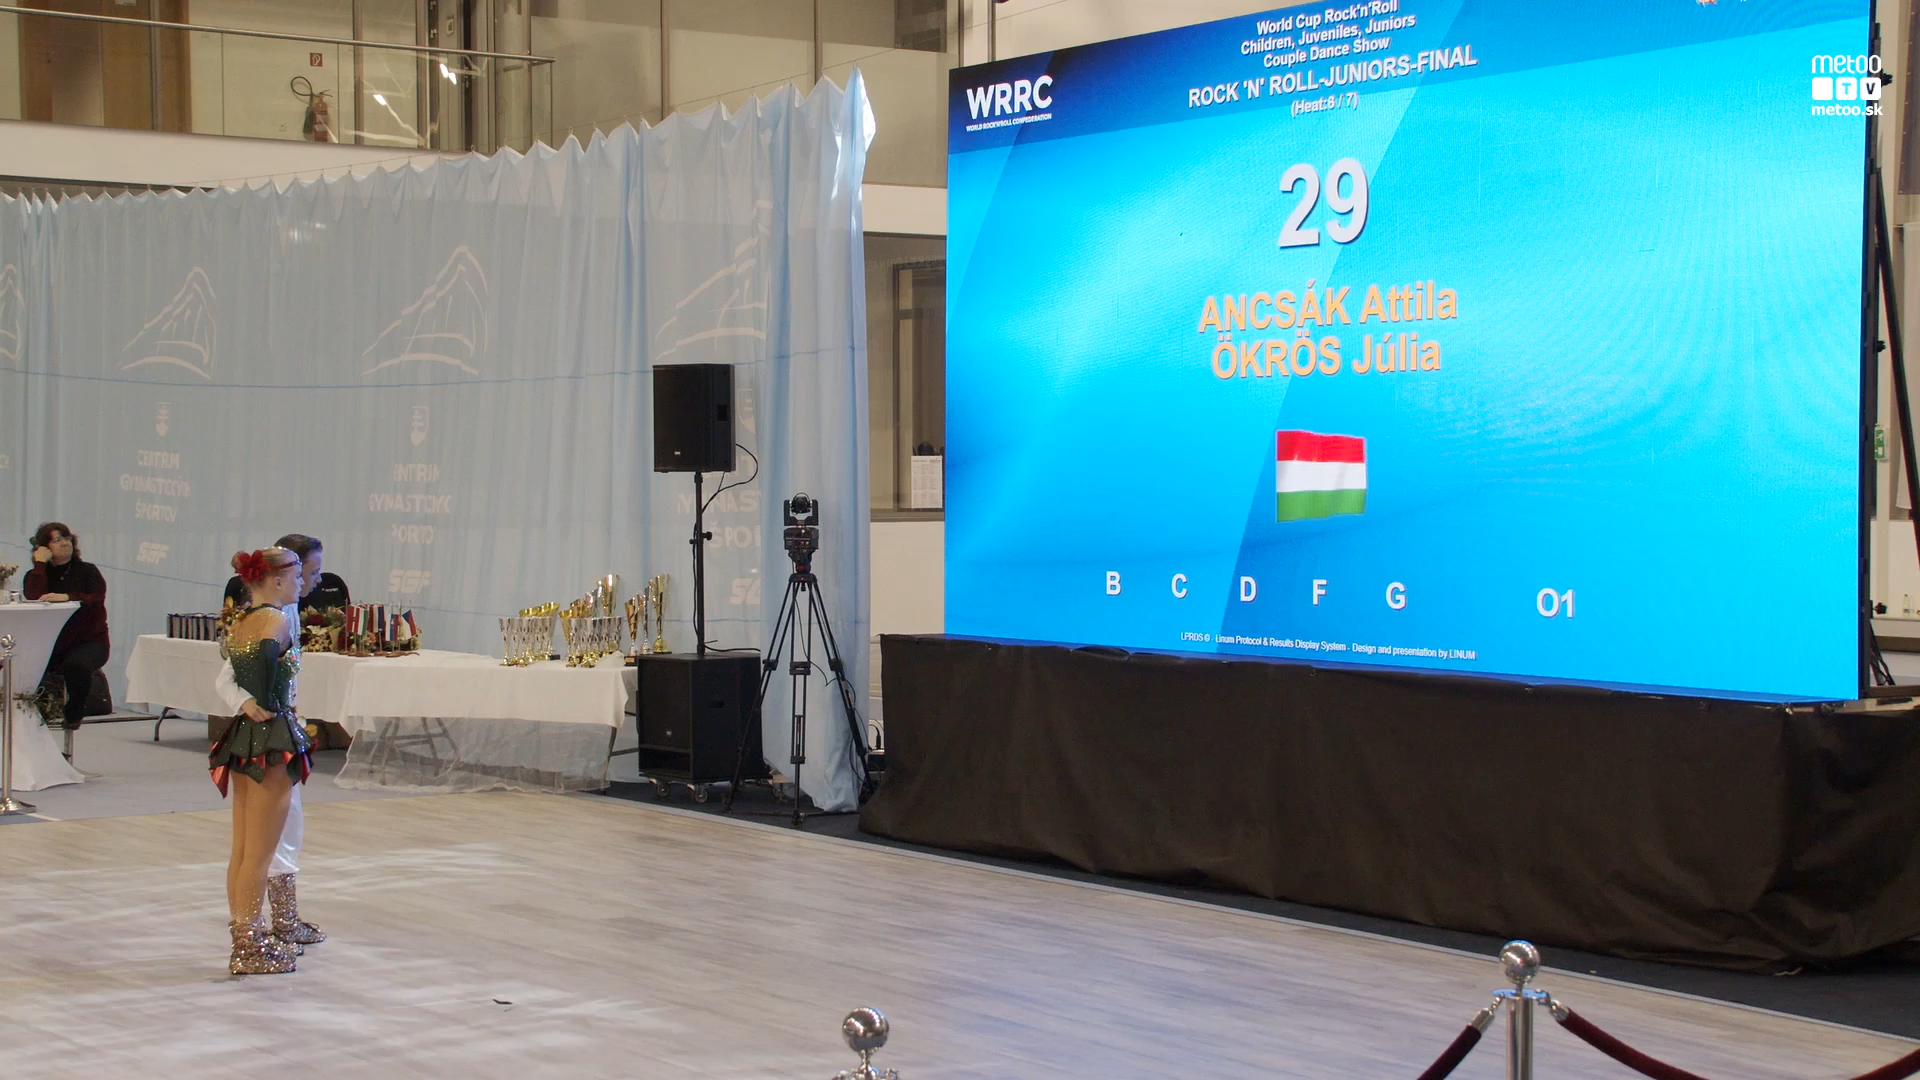 World Cup Rock'n'Roll
Children, Juveniles, Juniors
Couple Dance Show
ROCK 'N' ROLL-JUNIORS-FINAL
(Heat:6 / 7)
WRRC
WORLD ROCK'N'ROLL CONFEDERATION
29
ANCSÁK Attila
ÖKRÖS Júlia
B C D F G O1
LPRDS © - Linum Protocol & Results Display System - Design and presentation by LINUM
metoo
TV
metoo.sk
CENTRUM
GYMNASTICKÝCH
ŠPORTOV
SGF
SGF